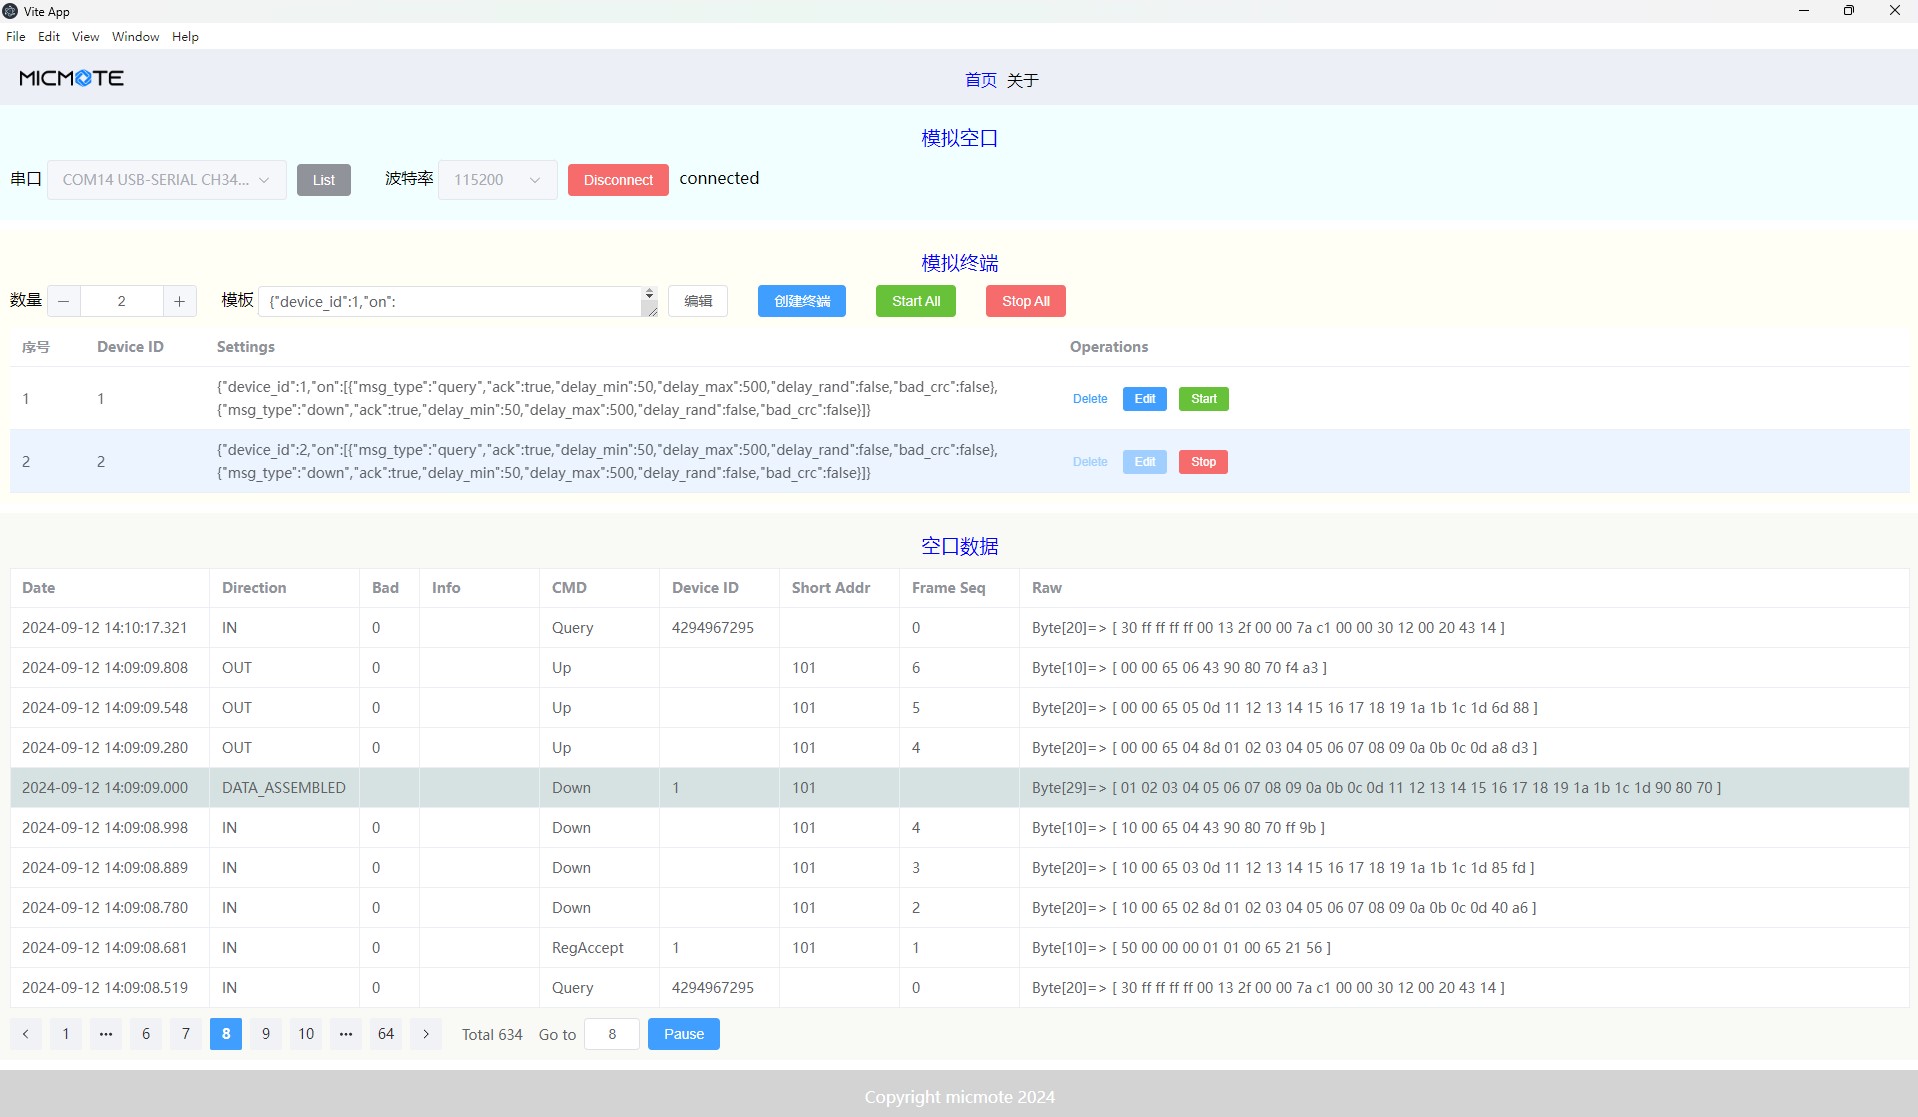 Vite App
File Edit View Window Help
MICMOTE 首页 关于
模拟空口
串口 COM14 USB-SERIAL CH34... List 波特率 115200 Disconnect connected
模拟终端
数量 2 模板 {"device_id":1,"on": 编辑 创建终端 Start All Stop All
序号 Device ID Settings Operations
1 1 {"device_id":1,"on":[{"msg_type":"query","ack":true,"delay_min":50,"delay_max":500,"delay_rand":false,"bad_crc":false}, Delete Edit Start
{"msg_type":"down","ack":true,"delay_min":50,"delay_max":500,"delay_rand":false,"bad_crc":false}]}
2 2 {"device_id":2,"on":[{"msg_type":"query","ack":true,"delay_min":50,"delay_max":500,"delay_rand":false,"bad_crc":false}, Delete Edit Stop
{"msg_type":"down","ack":true,"delay_min":50,"delay_max":500,"delay_rand":false,"bad_crc":false}]}
空口数据
Date Direction Bad Info CMD Device ID Short Addr Frame Seq Raw
2024-09-12 14:10:17.321 IN 0 Query 4294967295 0 Byte[20]=> [ 30 ff ff ff ff 00 13 2f 00 00 7a c1 00 00 30 12 00 20 43 14 ]
2024-09-12 14:09:09.808 OUT 0 Up 101 6 Byte[10]=> [ 00 00 65 06 43 90 80 70 f4 a3 ]
2024-09-12 14:09:09.548 OUT 0 Up 101 5 Byte[20]=> [ 00 00 65 05 0d 11 12 13 14 15 16 17 18 19 1a 1b 1c 1d 6d 88 ]
2024-09-12 14:09:09.280 OUT 0 Up 101 4 Byte[20]=> [ 00 00 65 04 8d 01 02 03 04 05 06 07 08 09 0a 0b 0c 0d a8 d3 ]
2024-09-12 14:09:09.000 DATA_ASSEMBLED Down 1 101 Byte[29]=> [ 01 02 03 04 05 06 07 08 09 0a 0b 0c 0d 11 12 13 14 15 16 17 18 19 1a 1b 1c 1d 90 80 70 ]
2024-09-12 14:09:08.998 IN 0 Down 101 4 Byte[10]=> [ 10 00 65 04 43 90 80 70 ff 9b ]
2024-09-12 14:09:08.889 IN 0 Down 101 3 Byte[20]=> [ 10 00 65 03 0d 11 12 13 14 15 16 17 18 19 1a 1b 1c 1d 85 fd ]
2024-09-12 14:09:08.780 IN 0 Down 101 2 Byte[20]=> [ 10 00 65 02 8d 01 02 03 04 05 06 07 08 09 0a 0b 0c 0d 40 a6 ]
2024-09-12 14:09:08.681 IN 0 RegAccept 1 101 1 Byte[10]=> [ 50 00 00 00 01 01 00 65 21 56 ]
2024-09-12 14:09:08.519 IN 0 Query 4294967295 0 Byte[20]=> [ 30 ff ff ff ff 00 13 2f 00 00 7a c1 00 00 30 12 00 20 43 14 ]
1 ... 6 7 8 9 10 ... 64 Total 634 Go to 8 Pause
Copyright micmote 2024